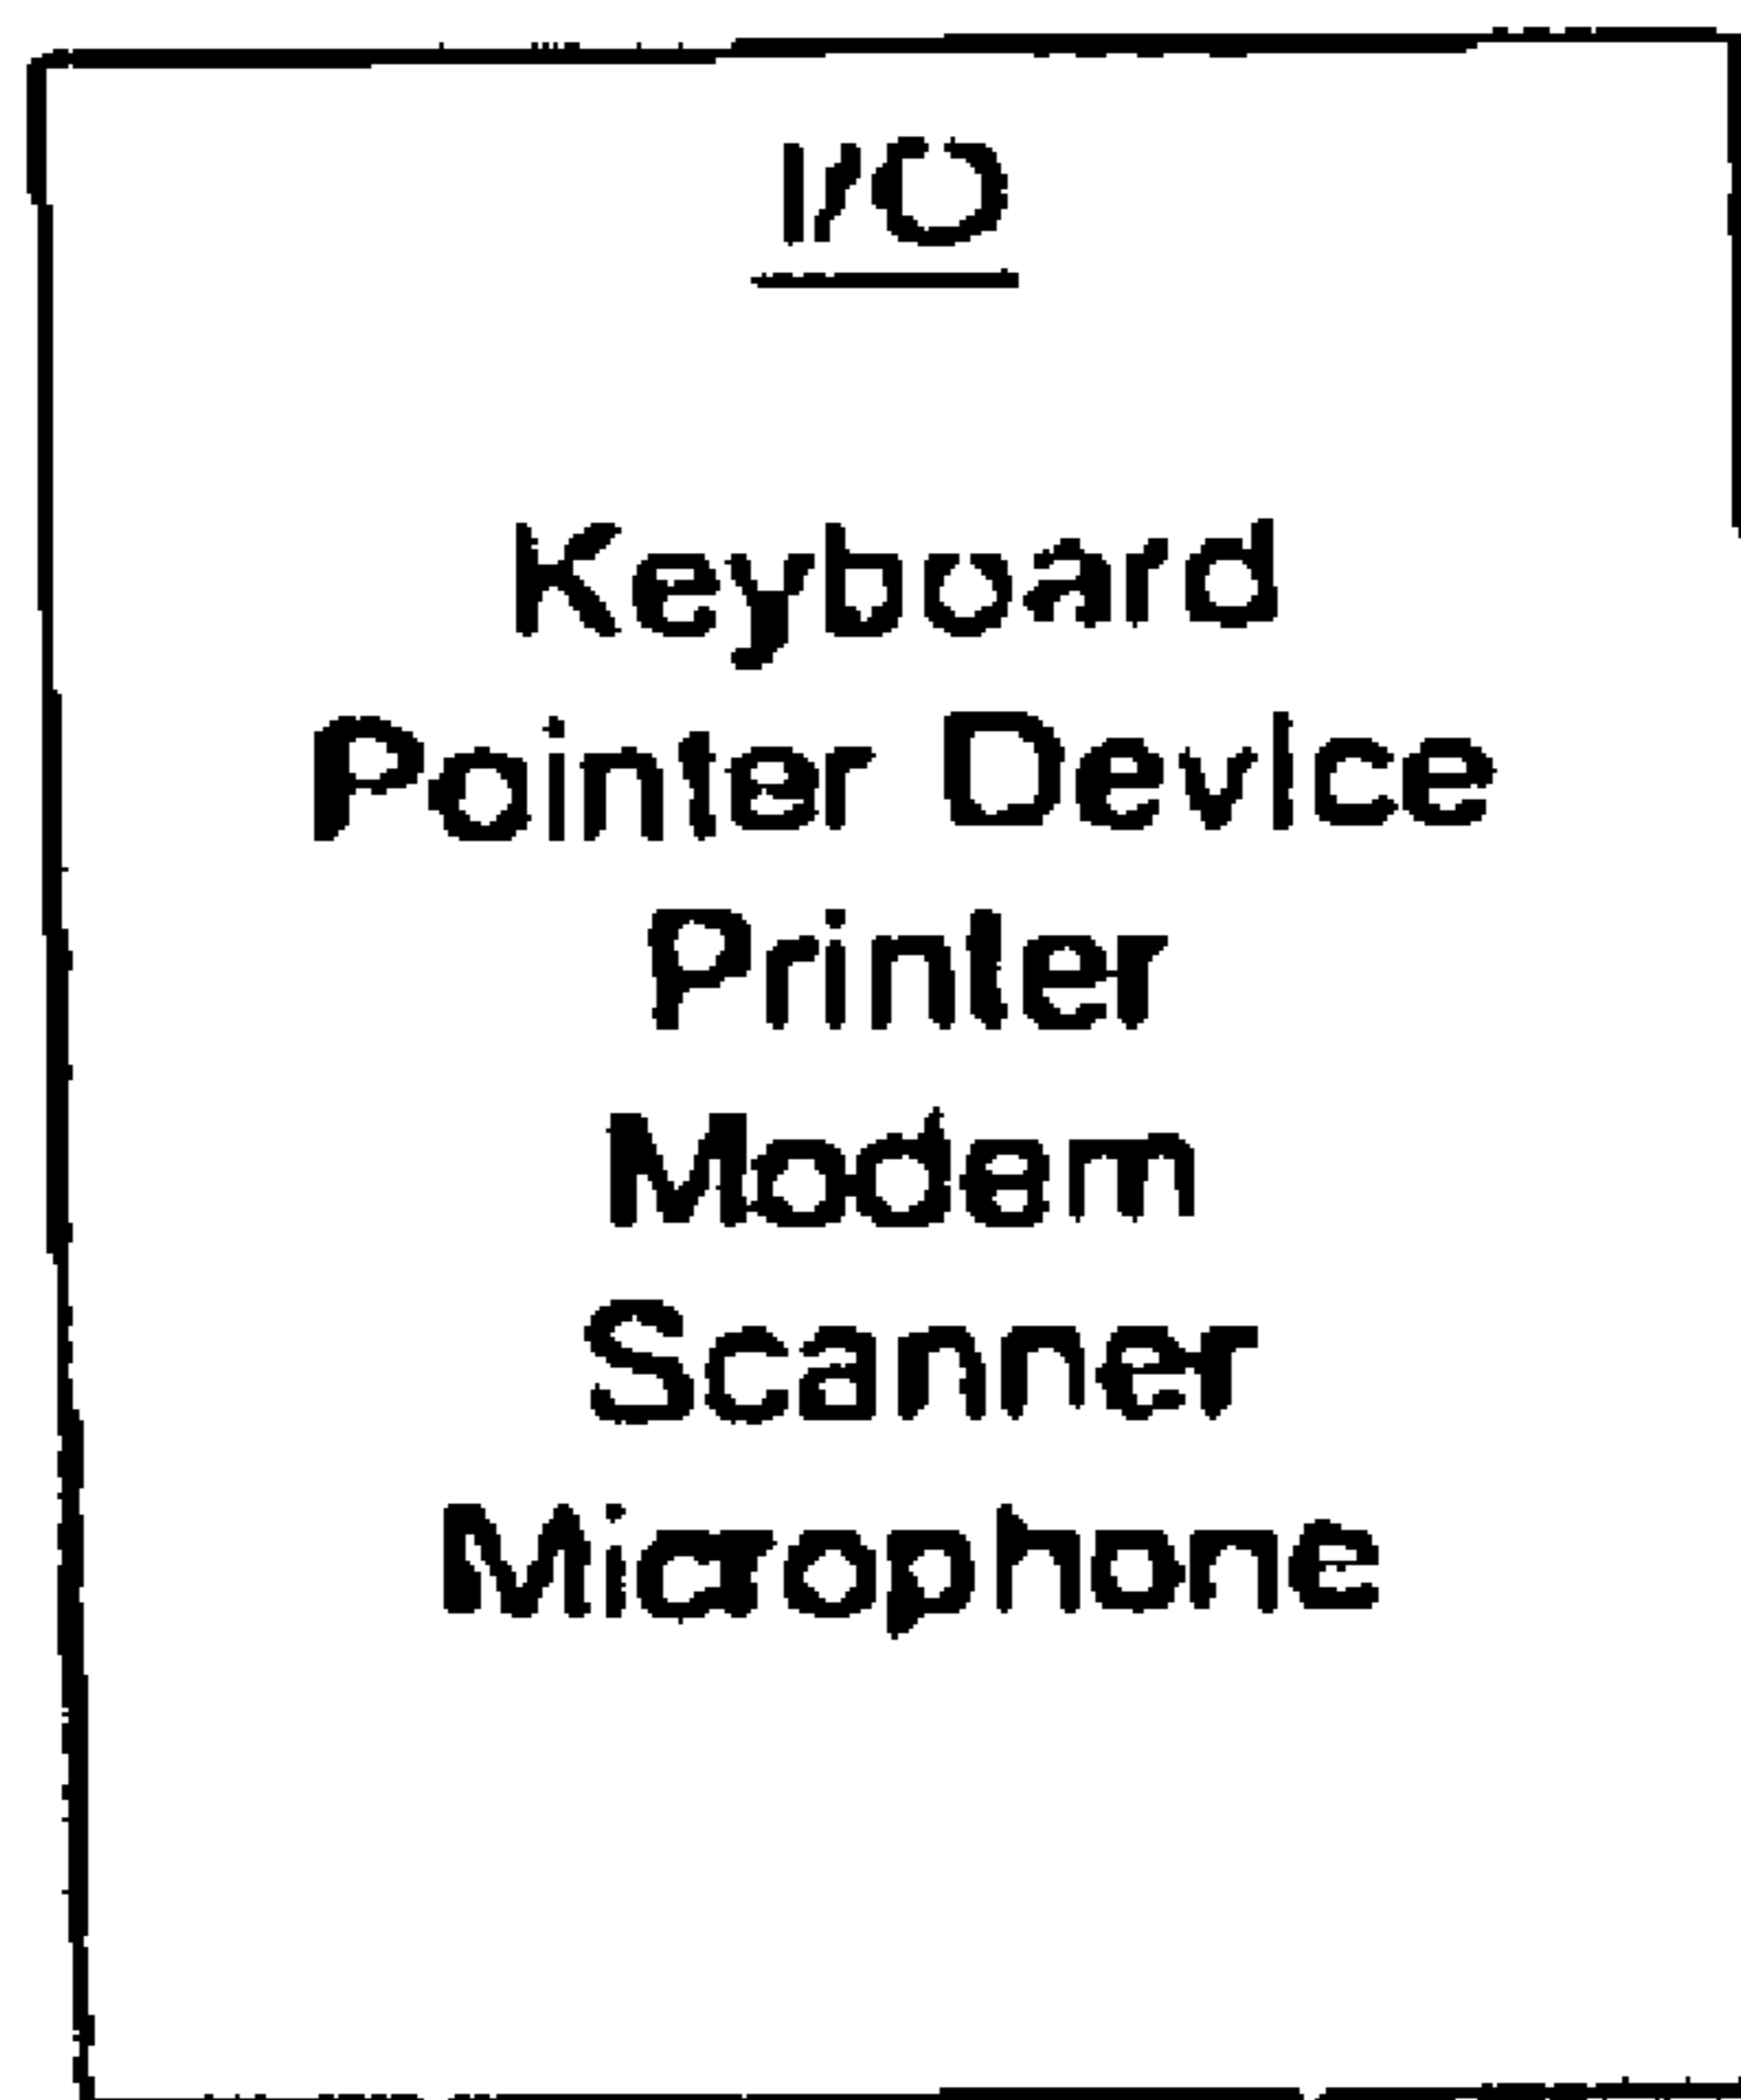 I/O
Keyboard
Pointer Device
Printer
Modem
Scanner
Microphone